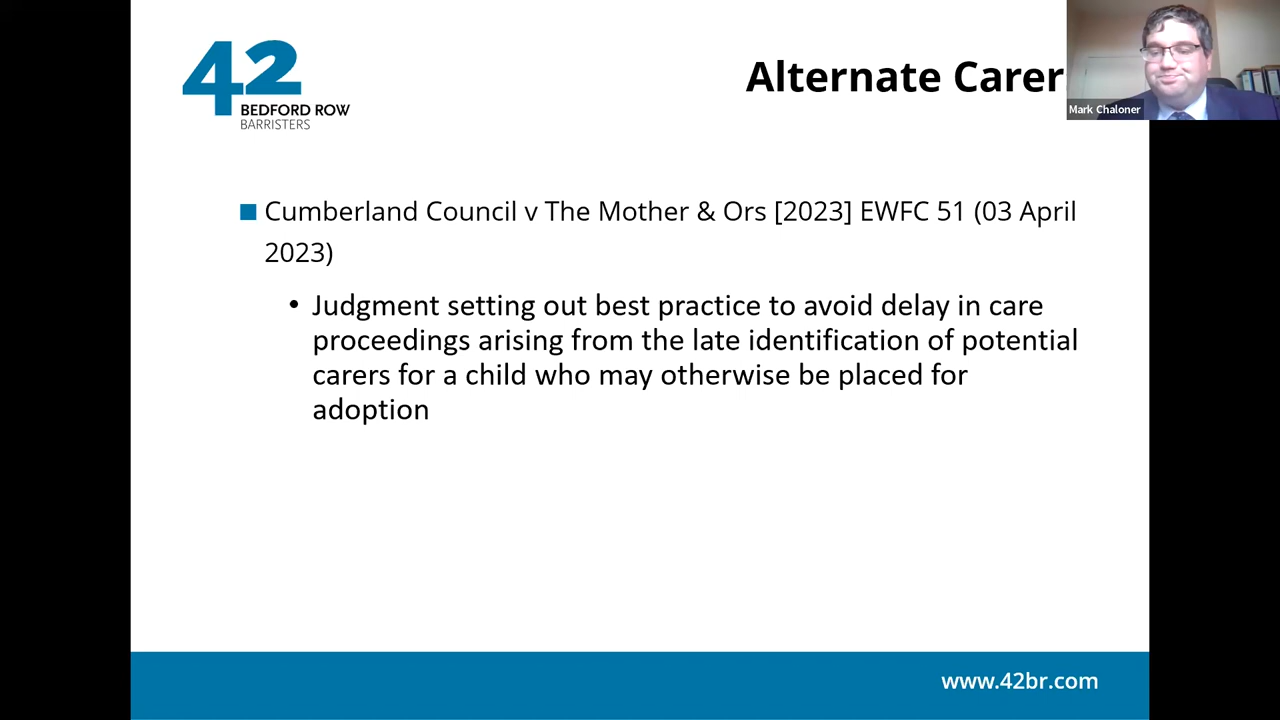 42
BEDFORD ROW
BARRISTERS
Alternate Carer
Mark Chaloner
Cumberland Council v The Mother & Ors [2023] EWFC 51 (03 April
2023)
• Judgment setting out best practice to avoid delay in care
proceedings arising from the late identification of potential
carers for a child who may otherwise be placed for
adoption
www.42br.com